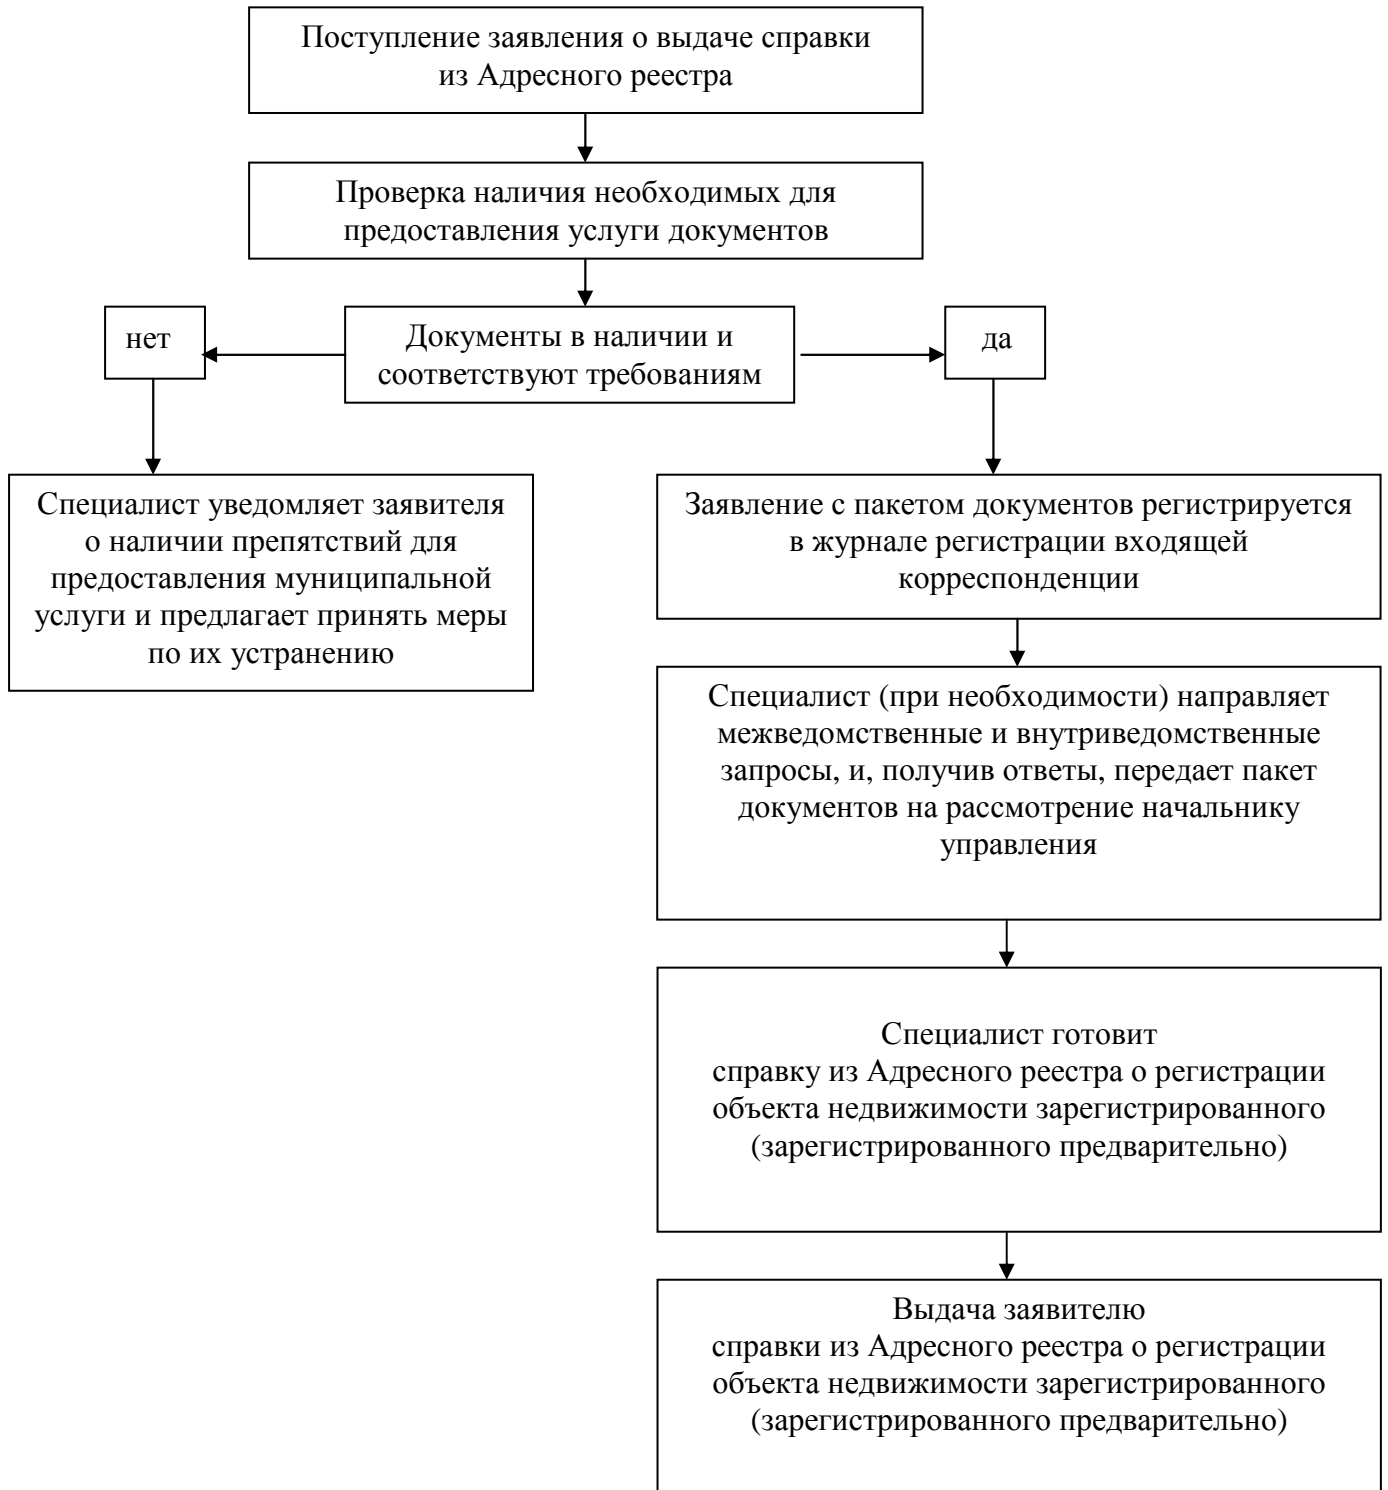 Поступление заявления о выдаче справки
из Адресного реестра
Проверка наличия необходимых для
предоставления услуги документов
нет
Документы в наличии и
соответствуют требованиям
да
Специалист уведомляет заявителя
о наличии препятствий для
предоставления муниципальной
услуги и предлагает принять меры
по их устранению
Заявление с пакетом документов регистрируется
в журнале регистрации входящей
корреспонденции
Специалист (при необходимости) направляет
межведомственные и внутриведомственные
запросы, и, получив ответы, передает пакет
документов на рассмотрение начальнику
управления
Специалист готовит
справку из Адресного реестра о регистрации
объекта недвижимости зарегистрированного
(зарегистрированного предварительно)
Выдача заявителю
справки из Адресного реестра о регистрации
объекта недвижимости зарегистрированного
(зарегистрированного предварительно)